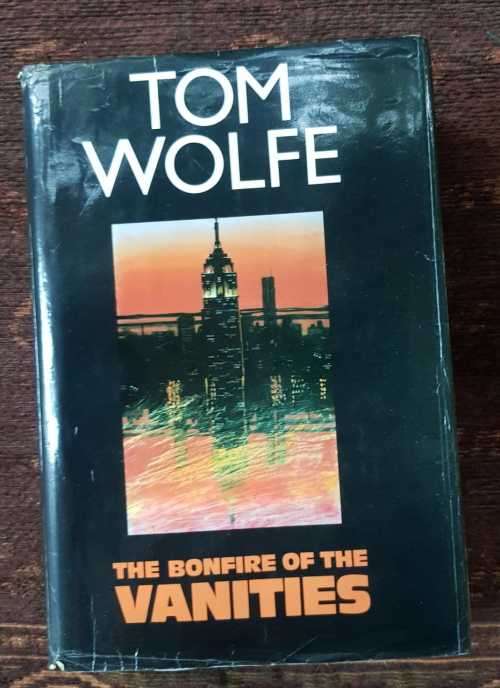 TOM
WOLFE
THE BONFIRE OF THE
VANITIES